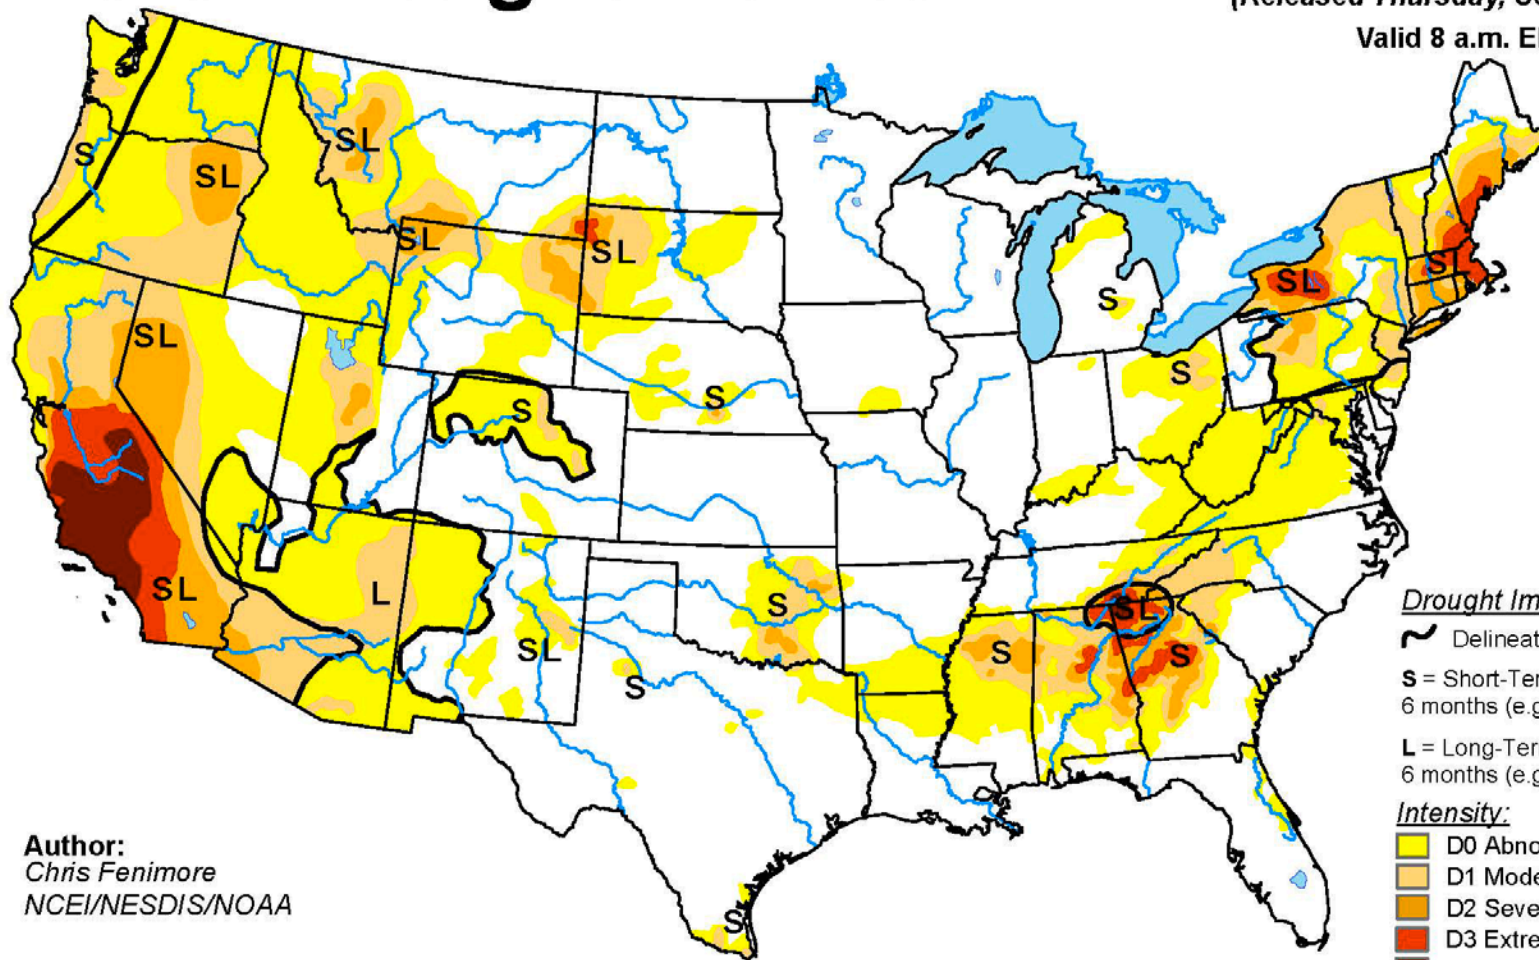 (Released Thursday,
Valid 8 a.m.
SL
S
SL
SL
SL
SL
SL
S
S
S
S
SL
SL
L
SL
SL
S
S
S
SL
S
S
Author:
Chris Fenimore
NCEI/NESDIS/NOAA
Drought Im
Delineat
S = Short-Ter
6 months (e.g
L = Long-Ter
6 months (e.g
Intensity:
D0 Abno
D1 Mode
D2 Seve
D3 Extre